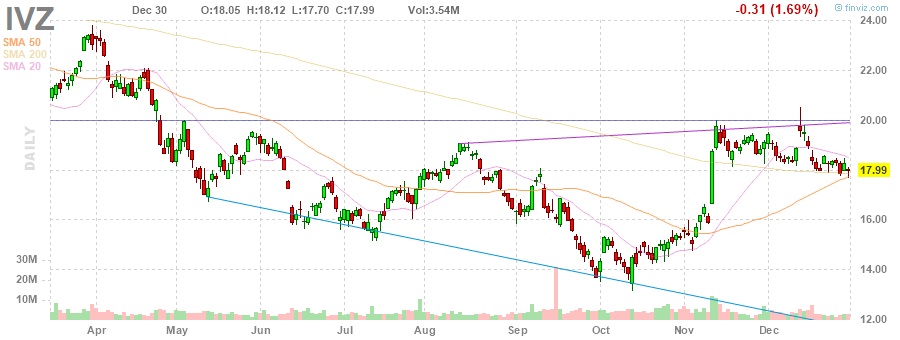 IVZ Dec 30 O:18.05 H:18.12 L:17.70 C:17.99 Vol:3.54M -0.31 (1.69%) finviz.com
SMA 50
SMA 200
SMA 20
DAILY
24.00
22.00
20.00
17.99
16.00
14.00
12.00
30M
20M
10M
Apr May Jun Jul Aug Sep Oct Nov Dec